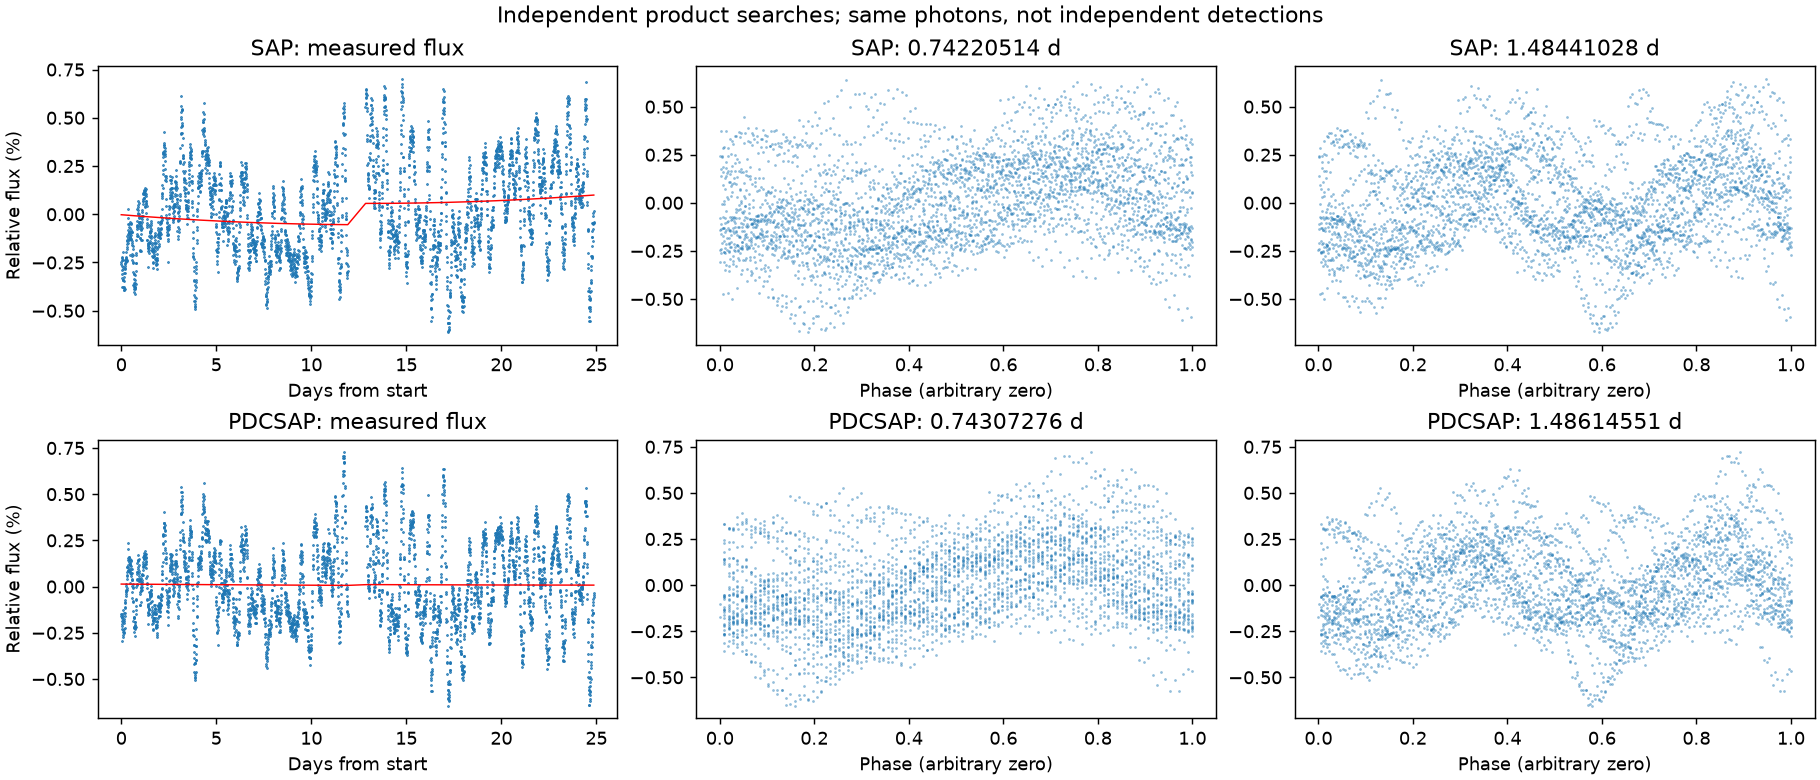 Independent product searches; same photons, not independent detections
SAP: measured flux
SAP: 0.74220514 d
SAP: 1.48441028 d
Relative flux (%)
0.75
0.50
0.25
0.00
−0.25
−0.50
0.50
0.25
0.00
−0.25
−0.50
0.50
0.25
0.00
−0.25
−0.50
0 5 10 15 20 25
0.0 0.2 0.4 0.6 0.8 1.0
0.0 0.2 0.4 0.6 0.8 1.0
Days from start
Phase (arbitrary zero)
Phase (arbitrary zero)
PDCSAP: measured flux
PDCSAP: 0.74307276 d
PDCSAP: 1.48614551 d
Relative flux (%)
0.75
0.50
0.25
0.00
−0.25
−0.50
0.75
0.50
0.25
0.00
−0.25
−0.50
0.75
0.50
0.25
0.00
−0.25
−0.50
0 5 10 15 20 25
0.0 0.2 0.4 0.6 0.8 1.0
0.0 0.2 0.4 0.6 0.8 1.0
Days from start
Phase (arbitrary zero)
Phase (arbitrary zero)